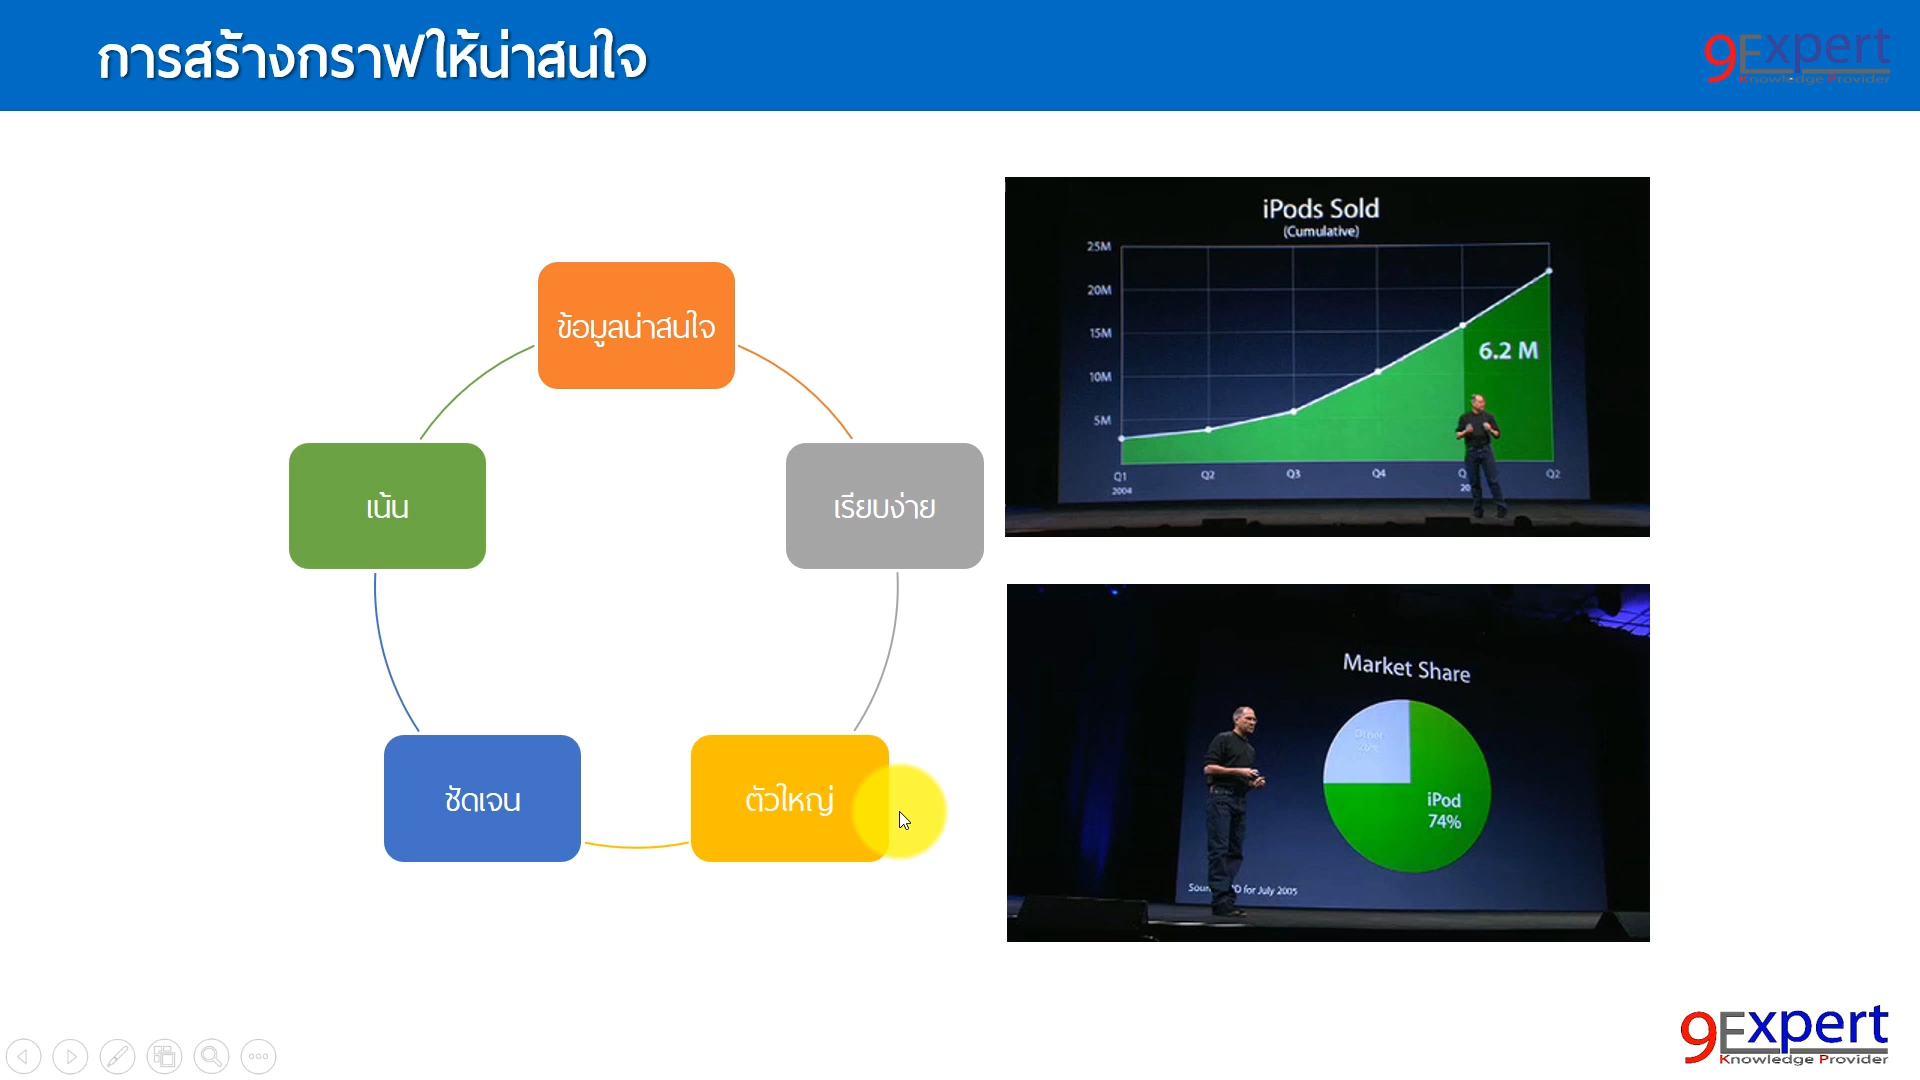 การสร้างกราฟให้น่าสนใจ
9Expert
Knowledge Provider
ข้อมูลน่าสนใจ
เน้น
เรียบง่าย
ชัดเจน
ตัวใหญ่
iPods Sold
(Cumulative)
25M
20M
15M
10M
5M
6.2 M
Q1 Q2 Q3 Q4 Q Q2
2004 20
Market Share
Other
26%
iPod
74%
for July 2005
9Expert
Knowledge Provider